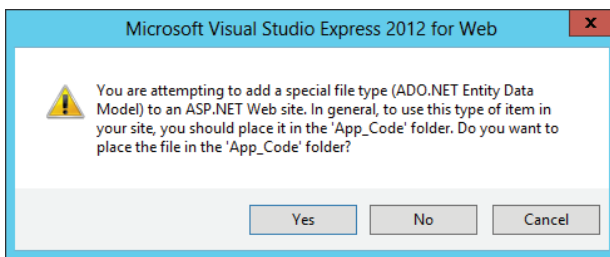 Microsoft Visual Studio Express 2012 for Web
x
You are attempting to add a special file type (ADO.NET Entity Data
Model) to an ASP.NET Web site. In general, to use this type of item in
your site, you should place it in the 'App_Code' folder. Do you want to
place the file in the 'App_Code' folder?
Yes No Cancel